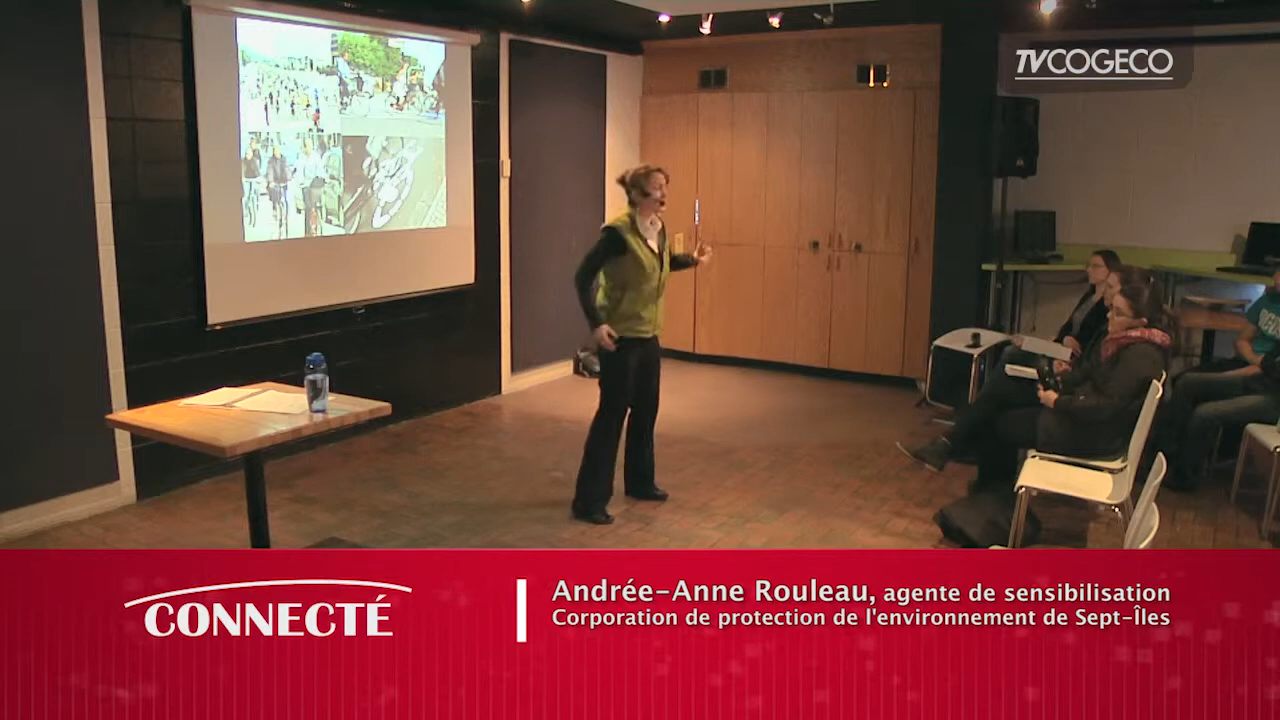 TVCOGECO
CONNECTÉ
Andrée-Anne Rouleau, agente de sensibilisation
Corporation de protection de l'environnement de Sept-Îles